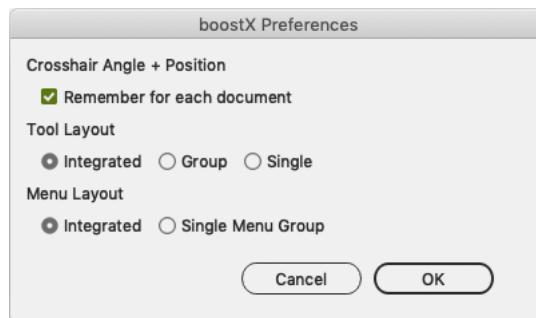 boostX Preferences
Crosshair Angle + Position
Remember for each document
Tool Layout
Integrated Group Single
Menu Layout
Integrated Single Menu Group
Cancel OK